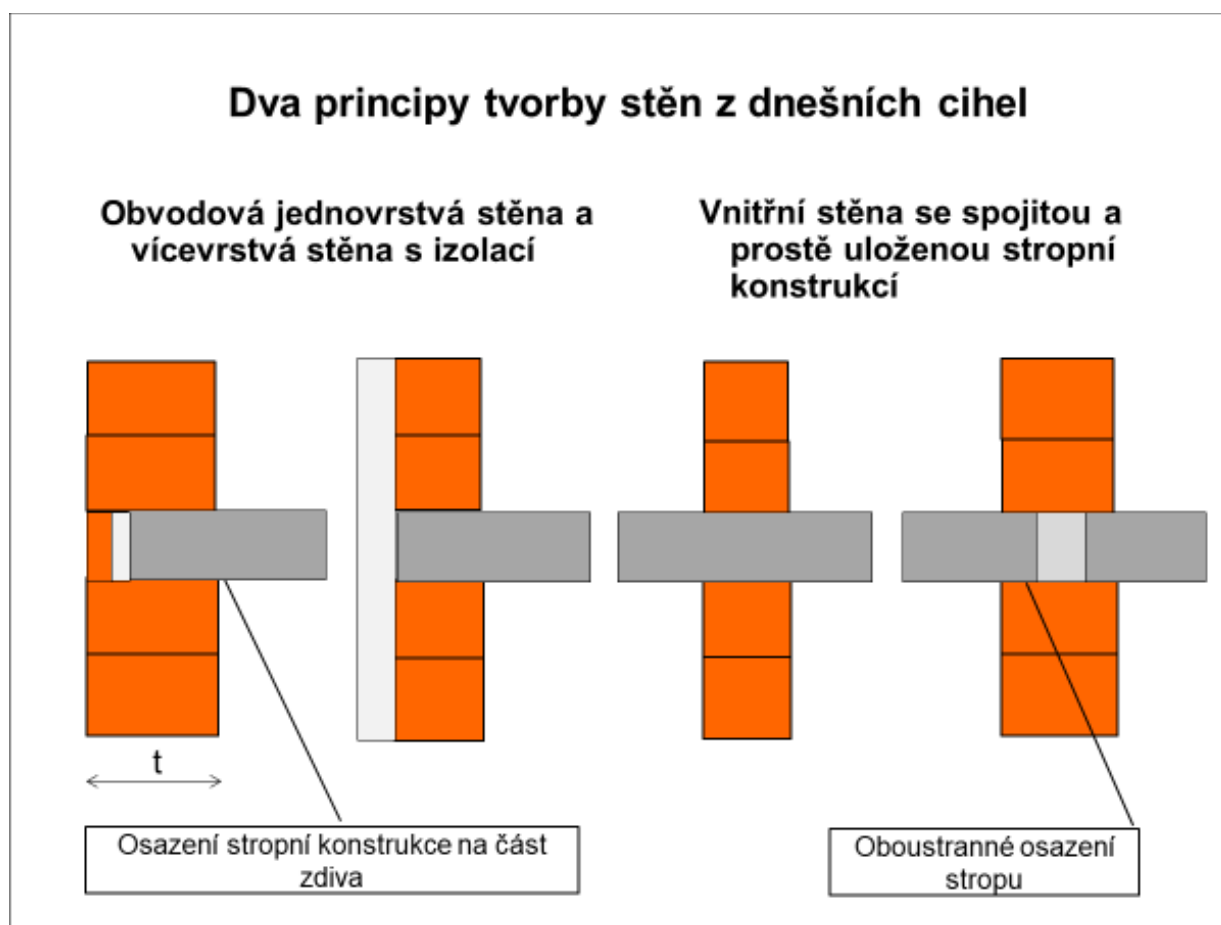 Dva principy tvorby stěn z dnešních cihel
Obvodová jednovrstvá stěna a
vícevrstvá stěna s izolací
Vnitřní stěna se spojitou a
prostě uloženou stropní
konstrukcí
t
Osazení stropní konstrukce na část
zdiva
Oboustranné osazení
stropu